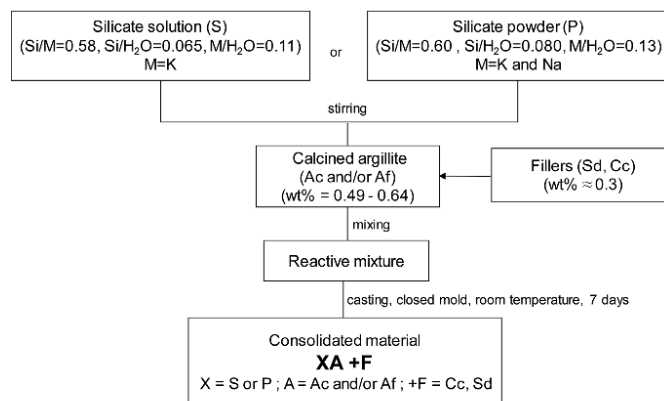 Silicate solution (S)
(Si/M=0.58, Si/H₂O=0.065, M/H₂O=0.11)
M=K
or
Silicate powder (P)
(Si/M=0.60 , Si/H₂O=0.080, M/H₂O=0.13)
M=K and Na
stirring
Calcined argillite
(Ac and/or Af)
(wt% = 0.49 - 0.64)
Fillers (Sd, Cc)
(wt% ≈ 0.3)
mixing
Reactive mixture
casting, closed mold, room temperature, 7 days
Consolidated material
XA +F
X = S or P ; A = Ac and/or Af ; +F = Cc, Sd